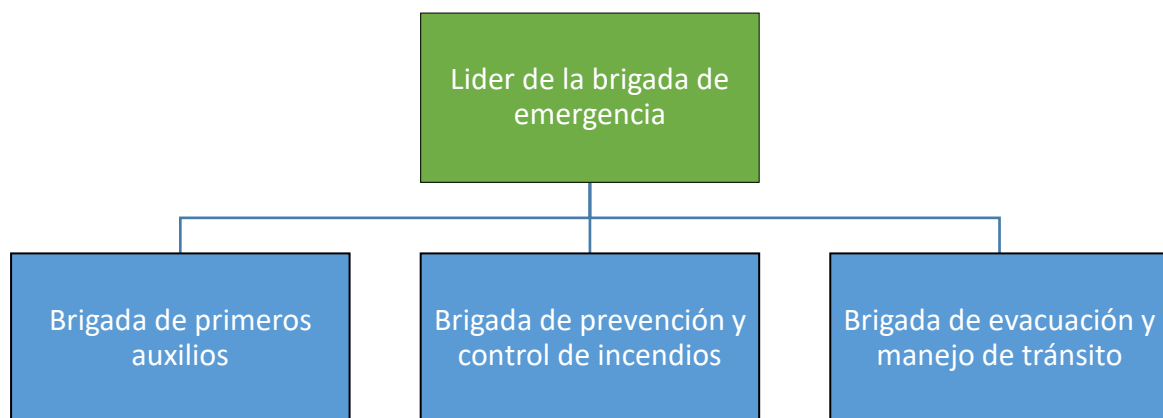 Lider de la brigada de
emergencia
Brigada de primeros
auxilios
Brigada de prevención y
control de incendios
Brigada de evacuación y
manejo de tránsito